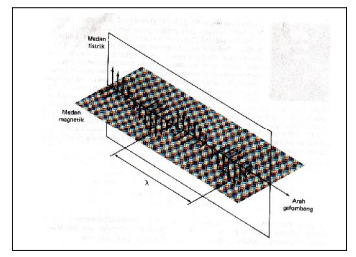 Medan
listrik
Medan
magnetik
λ
Arah
gelombang